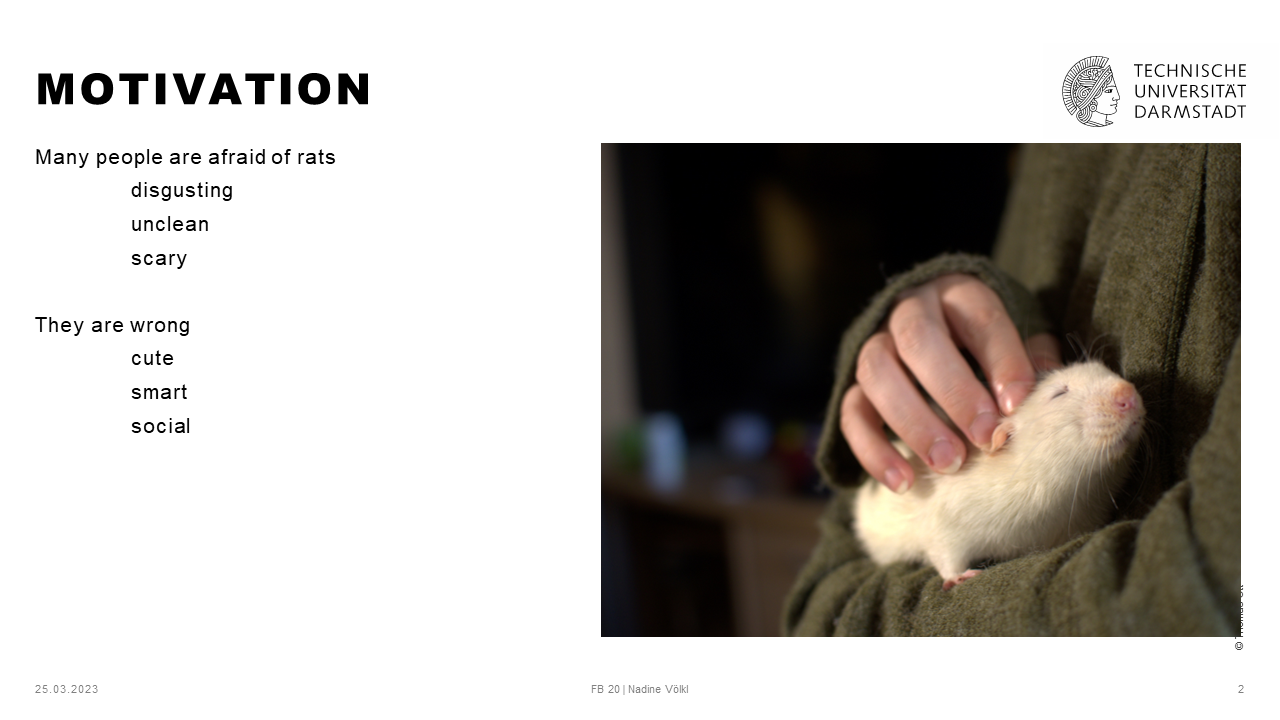 MOTIVATION
TECHNISCHE
UNIVERSITÄT
DARMSTADT
Many people are afraid of rats
disgusting
unclean
scary
They are wrong
cute
smart
social
©
25.03.2023
FB 20 | Nadine Völkl
2